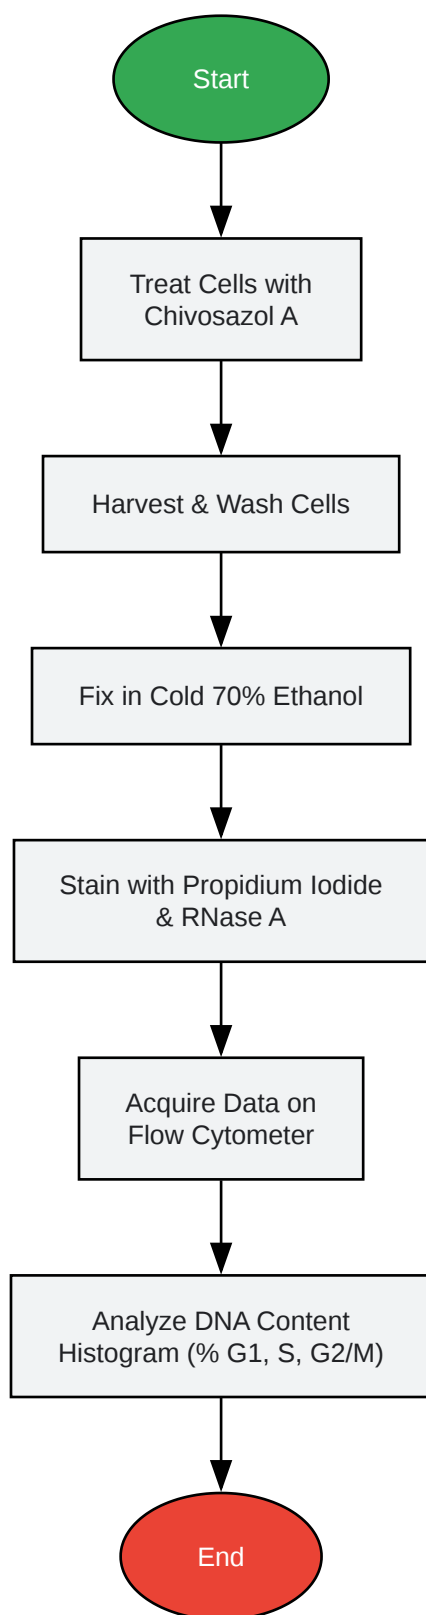 Start
Treat Cells with
Chivosazol A
Harvest & Wash Cells
Fix in Cold 70% Ethanol
Stain with Propidium Iodide
& RNase A
Acquire Data on
Flow Cytometer
Analyze DNA Content
Histogram (% G1, S, G2/M)
End